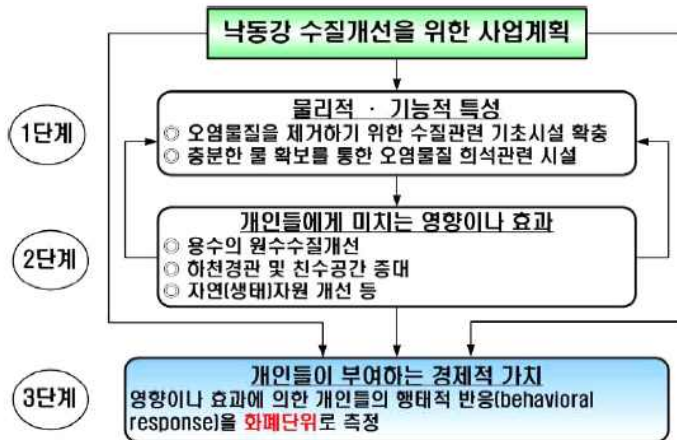 낙동강 수질개선을 위한 사업계획
1단계
물리적 · 기능적 특성
◎ 오염물질을 제거하기 위한 수질관련 기초시설 확충
◎ 충분한 물 확보를 통한 오염물질 희석관련 시설
2단계
개인들에게 미치는 영향이나 효과
◎ 용수의 원수수질개선
◎ 하천경관 및 친수공간 증대
◎ 자연(생태)자원 개선 등
3단계
개인들이 부여하는 경제적 가치
영향이나 효과에 의한 개인들의 행태적 반응(behavioral
response)을 화폐단위로 측정